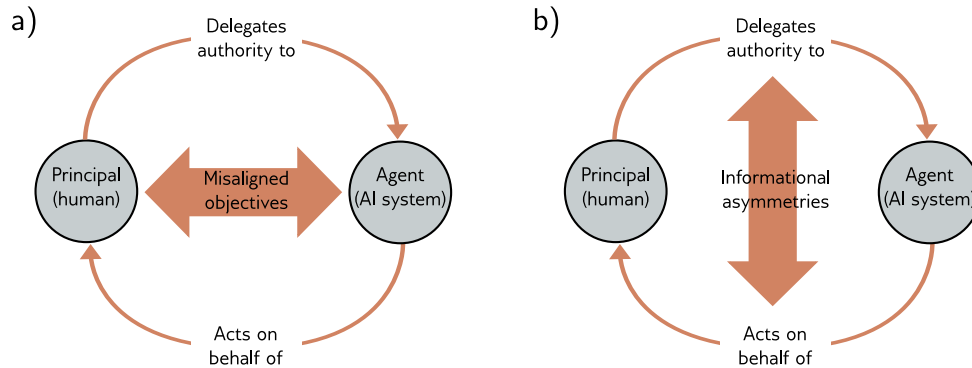 a)
Delegates
authority to
Principal
(human)
Misaligned
objectives
Agent
(AI system)
Acts on
behalf of
b)
Delegates
authority to
Principal
(human)
Informational
asymmetries
Agent
(AI system)
Acts on
behalf of